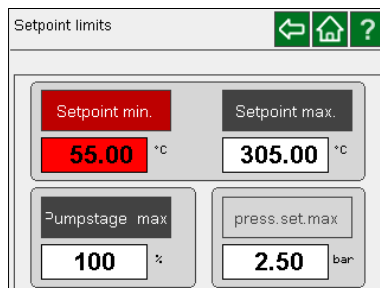 Setpoint limits
?
Setpoint min. Setpoint max.
55.00 °C 305.00 °C
Pumpstage max press.set.max
100 % 2.50 bar